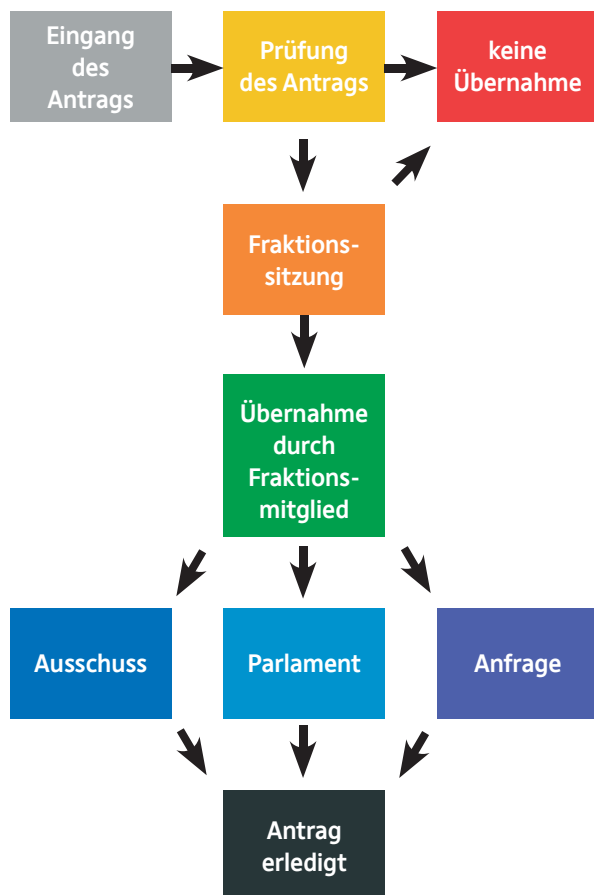 Eingang
des
Antrags
Prüfung
des Antrags
keine
Übernahme
Fraktions-
sitzung
Übernahme
durch
Fraktions-
mitglied
Ausschuss
Parlament
Anfrage
Antrag
erledigt